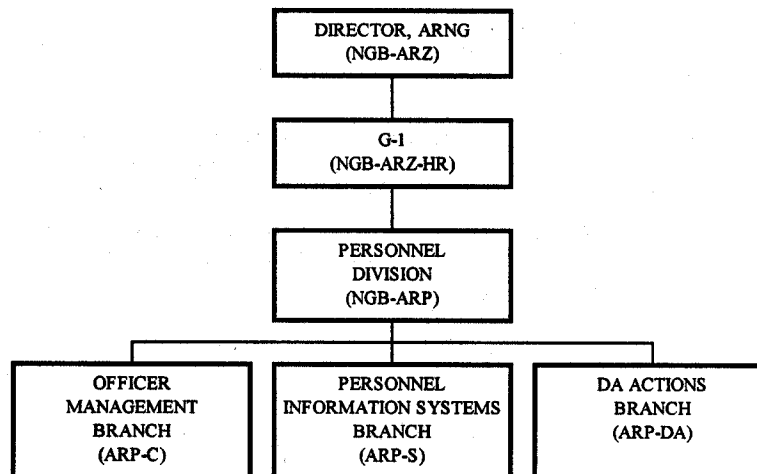 DIRECTOR, ARNG
(NGB-ARZ)
G-1
(NGB-ARZ-HR)
PERSONNEL
DIVISION
(NGB-ARP)
OFFICER
MANAGEMENT
BRANCH
(ARP-C)
PERSONNEL
INFORMATION SYSTEMS
BRANCH
(ARP-S)
DA ACTIONS
BRANCH
(ARP-DA)